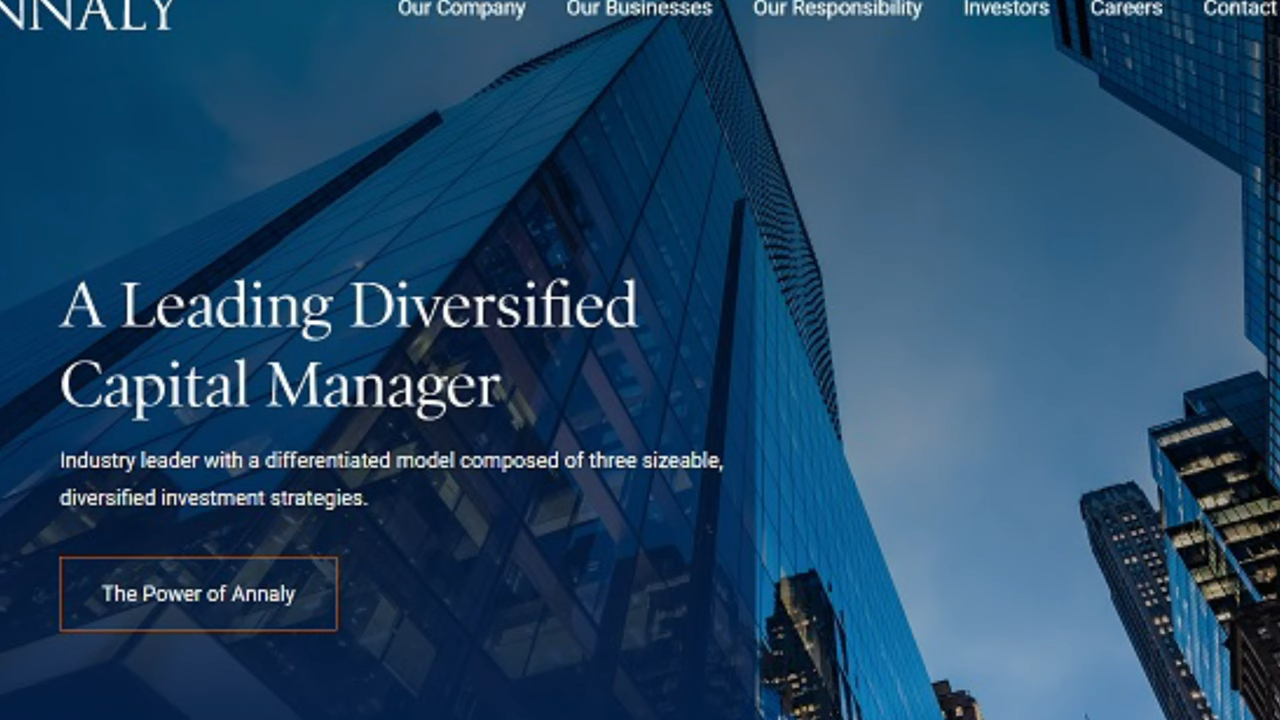 NNALY
Our Company Our Businesses Our Responsibility Investors Careers Contact
A Leading Diversified
Capital Manager
Industry leader with a differentiated model composed of three sizeable,
diversified investment strategies.
The Power of Annaly